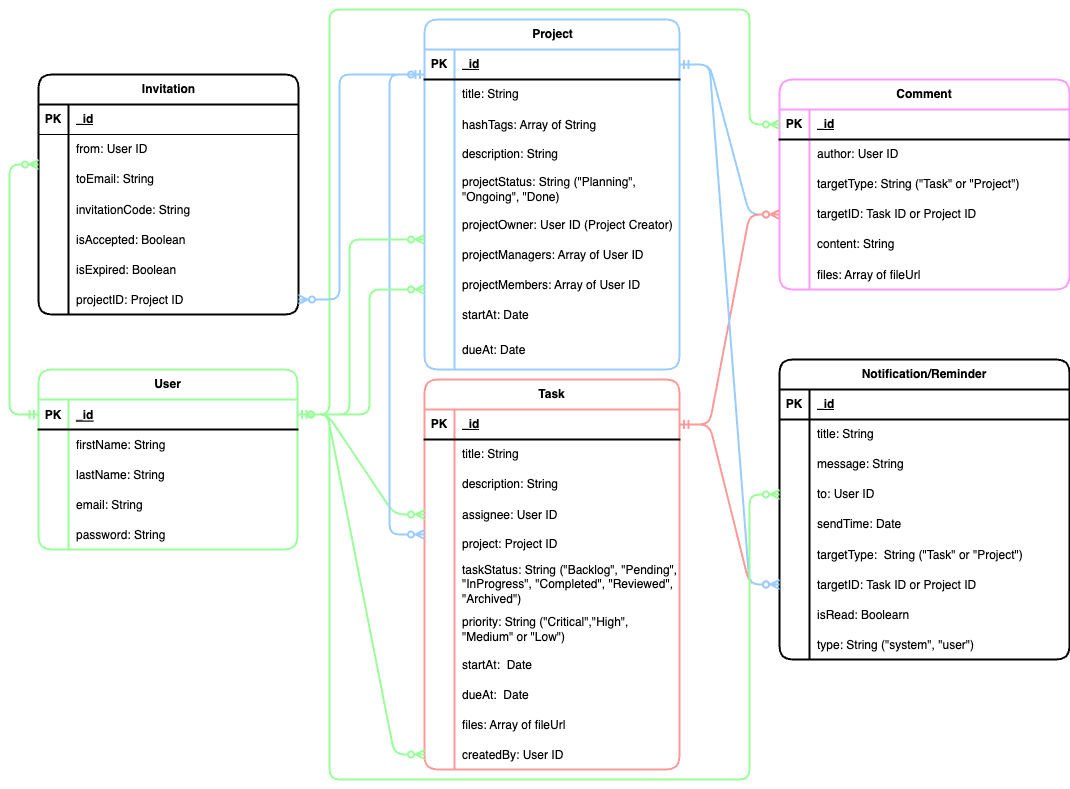 Project
PK _id
title: String
hashTags: Array of String
description: String
projectStatus: String ("Planning",
"Ongoing", "Done)
projectOwner: User ID (Project Creator)
projectManagers: Array of User ID
projectMembers: Array of User ID
startAt: Date
dueAt: Date
Invitation
PK _id
from: User ID
toEmail: String
invitationCode: String
isAccepted: Boolean
isExpired: Boolean
projectID: Project ID
Comment
PK _id
author: User ID
targetType: String ("Task" or "Project")
targetID: Task ID or Project ID
content: String
files: Array of fileUrl
User
PK _id
firstName: String
lastName: String
email: String
password: String
Task
PK _id
title: String
description: String
assignee: User ID
project: Project ID
taskStatus: String ("Backlog", "Pending",
"InProgress", "Completed", "Reviewed",
"Archived")
priority: String ("Critical","High",
"Medium" or "Low")
startAt:  Date
dueAt:  Date
files: Array of fileUrl
createdBy: User ID
Notification/Reminder
PK _id
title: String
message: String
to: User ID
sendTime: Date
targetType:  String ("Task" or "Project")
targetID: Task ID or Project ID
isRead: Boolearn
type: String ("system", "user")